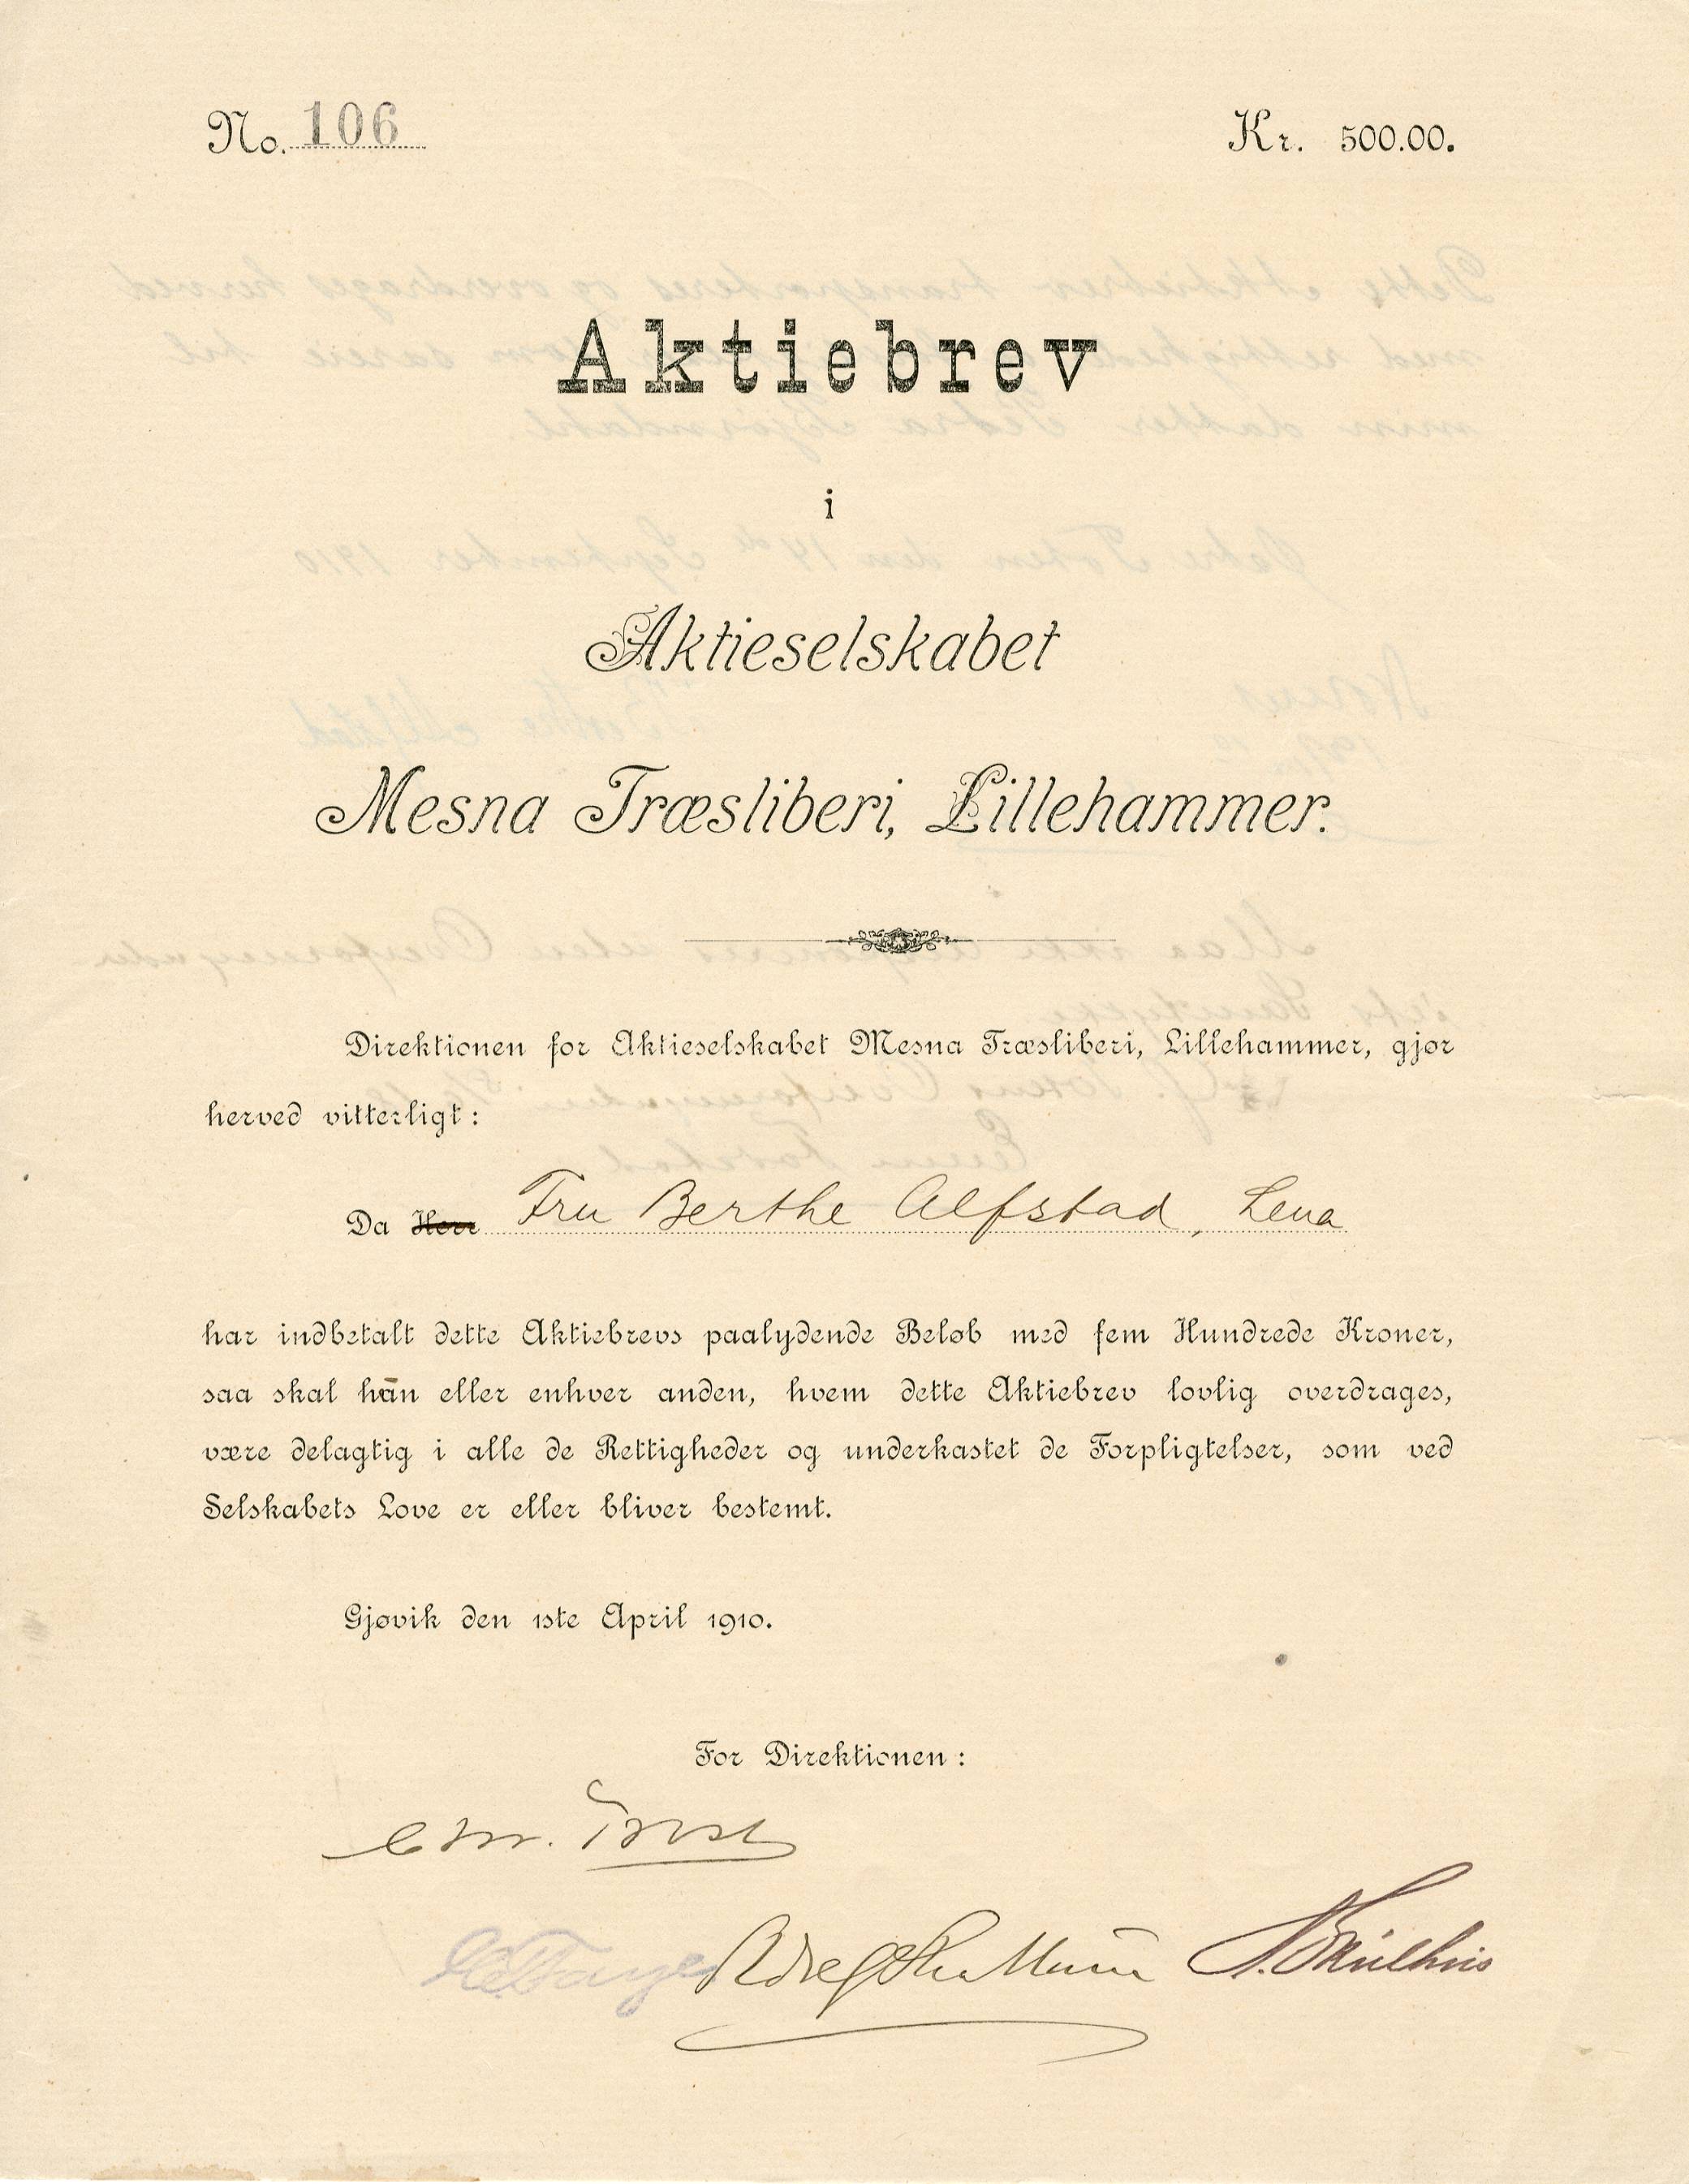 No. 106
Kr. 500.00.
Aktiebrev
i
Aktieselskabet
Mesna Træsliberi, Lillehammer.
Direktionen for Aktieselskabet Mesna Træsliberi, Lillehammer, gjør
herved vitterligt:
Da Herr Fru Berthe Alfstad, Lena
har indbetalt dette Aktiebrevs paalydende Beløb med fem Hundrede Kroner,
saa skal han eller enhver anden, hvem dette Aktiebrev lovlig overdrages,
være delagtig i alle de Rettigheder og underkastet de Forpligtelser, som ved
Selskabets Love er eller bliver bestemt.
Gjøvik den 1ste April 1910.
For Direktionen: